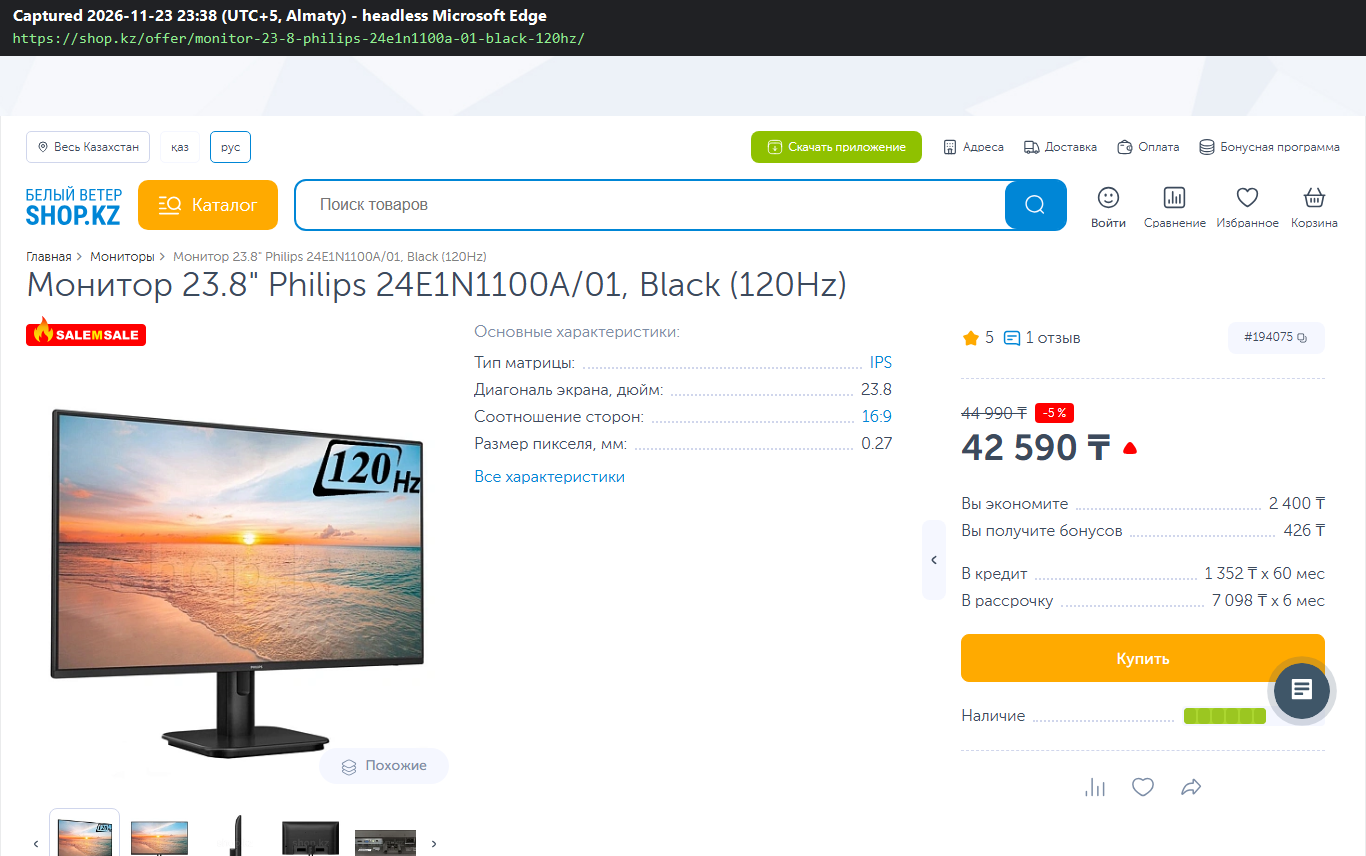 Captured 2026-11-23 23:38 (UTC+5, Almaty) - headless Microsoft Edge
https://shop.kz/offer/monitor-23-8-philips-24e1n1100a-01-black-120hz/
Весь Казахстан қаз рус Скачать приложение Адреса Доставка Оплата Бонусная программа
БЕЛЫЙ ВЕТЕР
SHOP.KZ
Каталог Поиск товаров
Войти Сравнение Избранное Корзина
Главная Мониторы Монитор 23.8" Philips 24E1N1100A/01, Black (120Hz)
Монитор 23.8" Philips 24E1N1100A/01, Black (120Hz)
SALEMSALE
120Hz
PHILIPS
Похожие
Основные характеристики:
Тип матрицы: IPS
Диагональ экрана, дюйм: 23.8
Соотношение сторон: 16:9
Размер пикселя, мм: 0.27
Все характеристики
5 1 отзыв #194075
44 990 ₸ -5 %
42 590 ₸
Вы экономите 2 400 ₸
Вы получите бонусов 426 ₸
В кредит 1 352 ₸ x 60 мес
В рассрочку 7 098 ₸ x 6 мес
Купить
Наличие